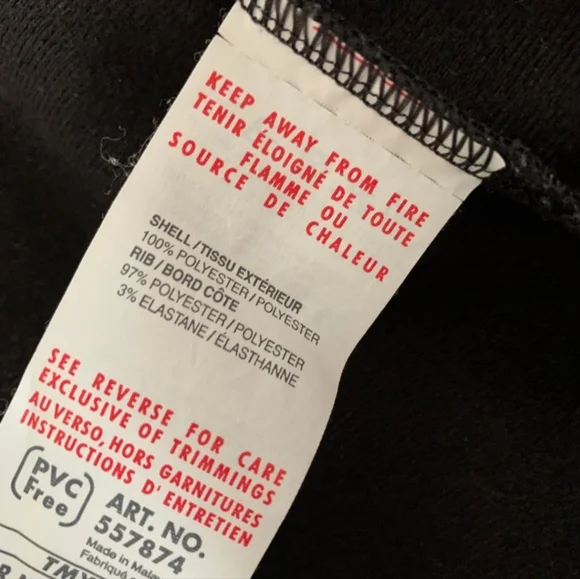 KEEP AWAY FROM FIRE
TENIR ÉLOIGNÉ DE TOUTE
FLAMME OU
SOURCE DE CHALEUR
SHELL/TISSU EXTÉRIEUR
100% POLYESTER/POLYESTER
RIB/BORD CÔTE
97% POLYESTER/POLYESTER
3% ELASTANE/ÉLASTHANNE
SEE REVERSE FOR CARE
EXCLUSIVE OF TRIMMINGS
AU VERSO, HORS GARNITURES
INSTRUCTIONS D'ENTRETIEN
PVC
Free
ART. NO.
557874
Made in
Fabriqué